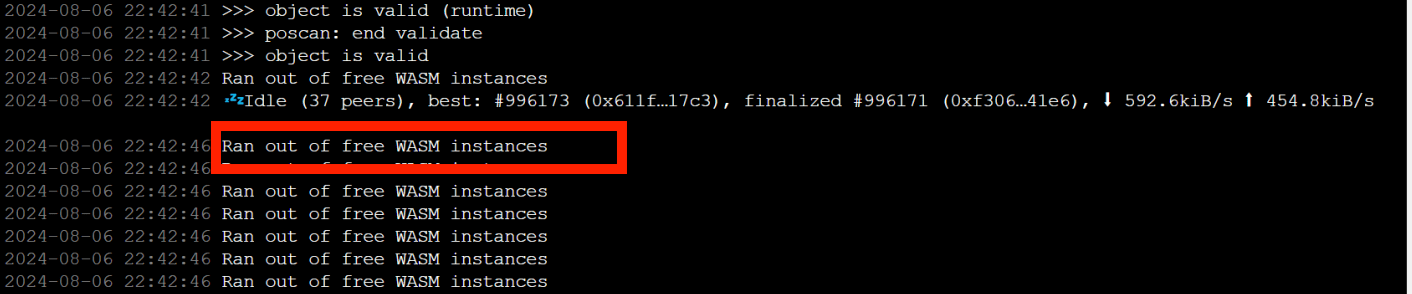 2024-08-06 22:42:41 >>> object is valid (runtime)
2024-08-06 22:42:41 >>> poscan: end validate
2024-08-06 22:42:41 >>> object is valid
2024-08-06 22:42:42 Ran out of free WASM instances
2024-08-06 22:42:42 💤Idle (37 peers), best: #996173 (0x611f…17c3), finalized #996171 (0xf306…41e6), ⬇ 592.6kiB/s ⬆ 454.8kiB/s
2024-08-06 22:42:46 Ran out of free WASM instances
2024-08-06 22:42:46
2024-08-06 22:42:46 Ran out of free WASM instances
2024-08-06 22:42:46 Ran out of free WASM instances
2024-08-06 22:42:46 Ran out of free WASM instances
2024-08-06 22:42:46 Ran out of free WASM instances
2024-08-06 22:42:46 Ran out of free WASM instances